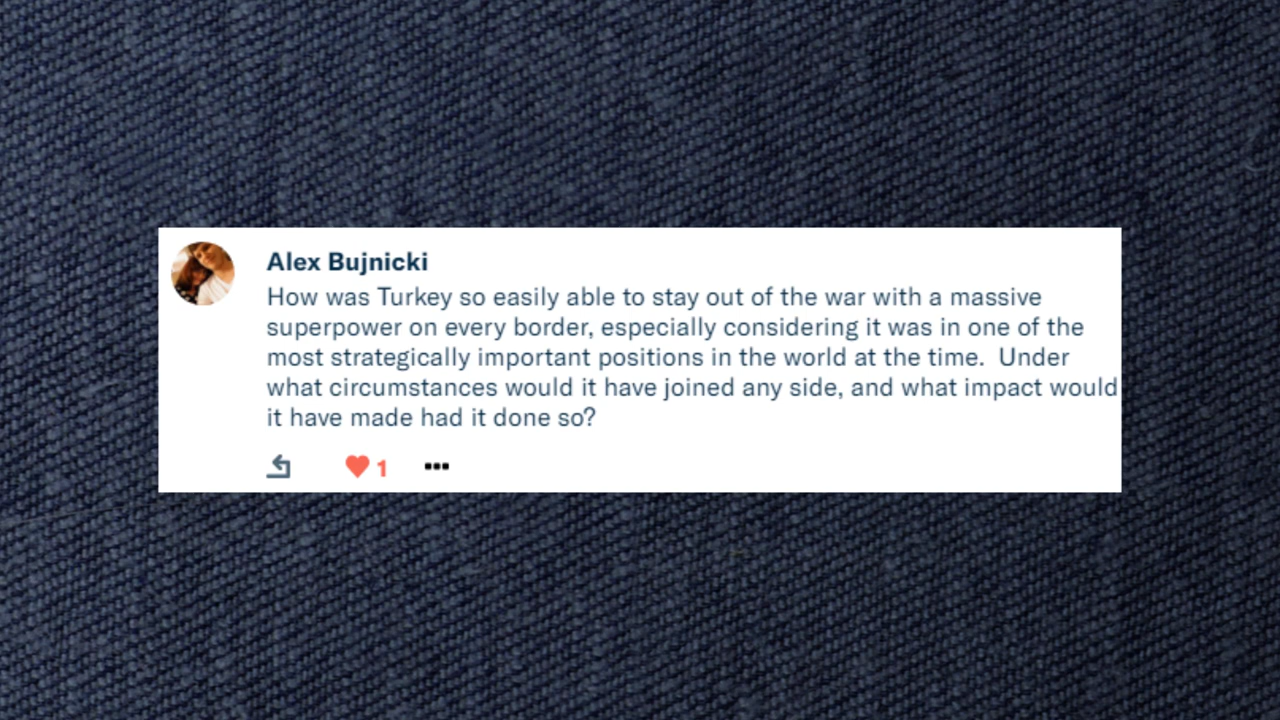 Alex Bujnicki
How was Turkey so easily able to stay out of the war with a massive
superpower on every border, especially considering it was in one of the
most strategically important positions in the world at the time.  Under
what circumstances would it have joined any side, and what impact would
it have made had it done so?
1